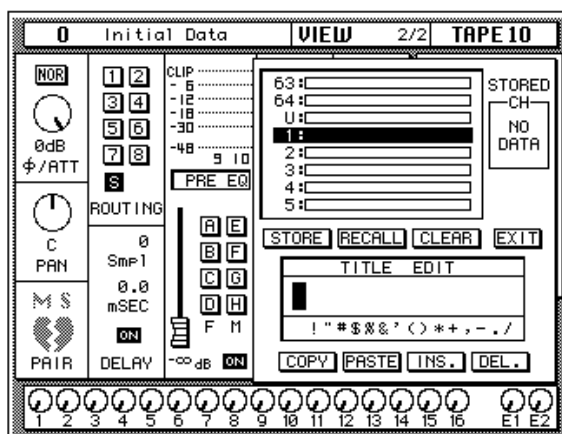 0 Initial Data VIEW 2/2 TAPE 10
NOR
0dB
φ/ATT
C
PAN
M S
PAIR
1 2
3 4
5 6
7 8
S
ROUTING
0
Smpl
0.0
mSEC
ON
DELAY
CLIP
- 6
-12
-18
-30
-48
9 10
PRE EQ
A E
B F
C G
D H
F M
-∞ dB ON
63:
64:
U:
1:
2:
3:
4:
5:
STORED
CH
NO
DATA
STORE RECALL CLEAR EXIT
TITLE EDIT
!"#$%&'()*+,-./
COPY PASTE INS. DEL.
1 2 3 4 5 6 7 8 9 10 11 12 13 14 15 16 E1 E2